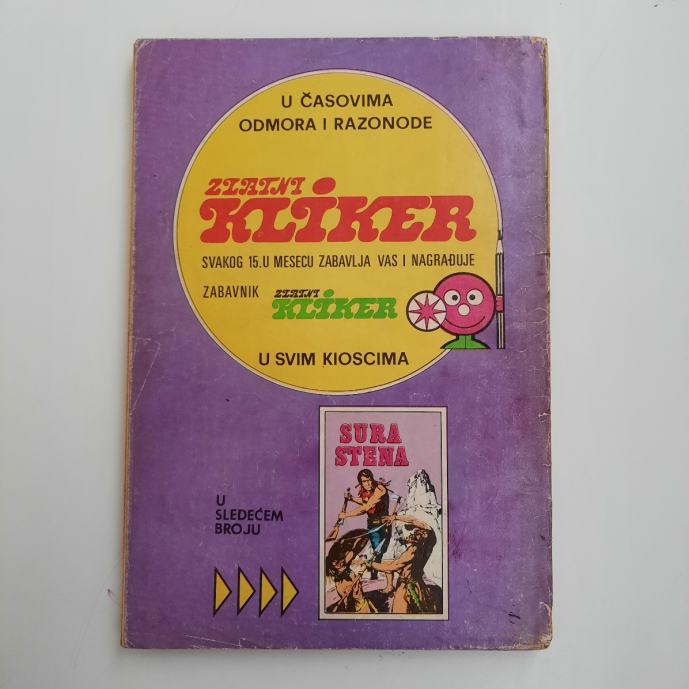 U ČASOVIMA
ODMORA I RAZONODE
ZLATNI
KLIKER
SVAKOG 15. U MESECU ZABAVLJA VAS I NAGRAĐUJE
ZABAVNIK ZLATNI
KLIKER
U SVIM KIOSCIMA
SURA
STENA
U
SLEDEĆEM
BROJU